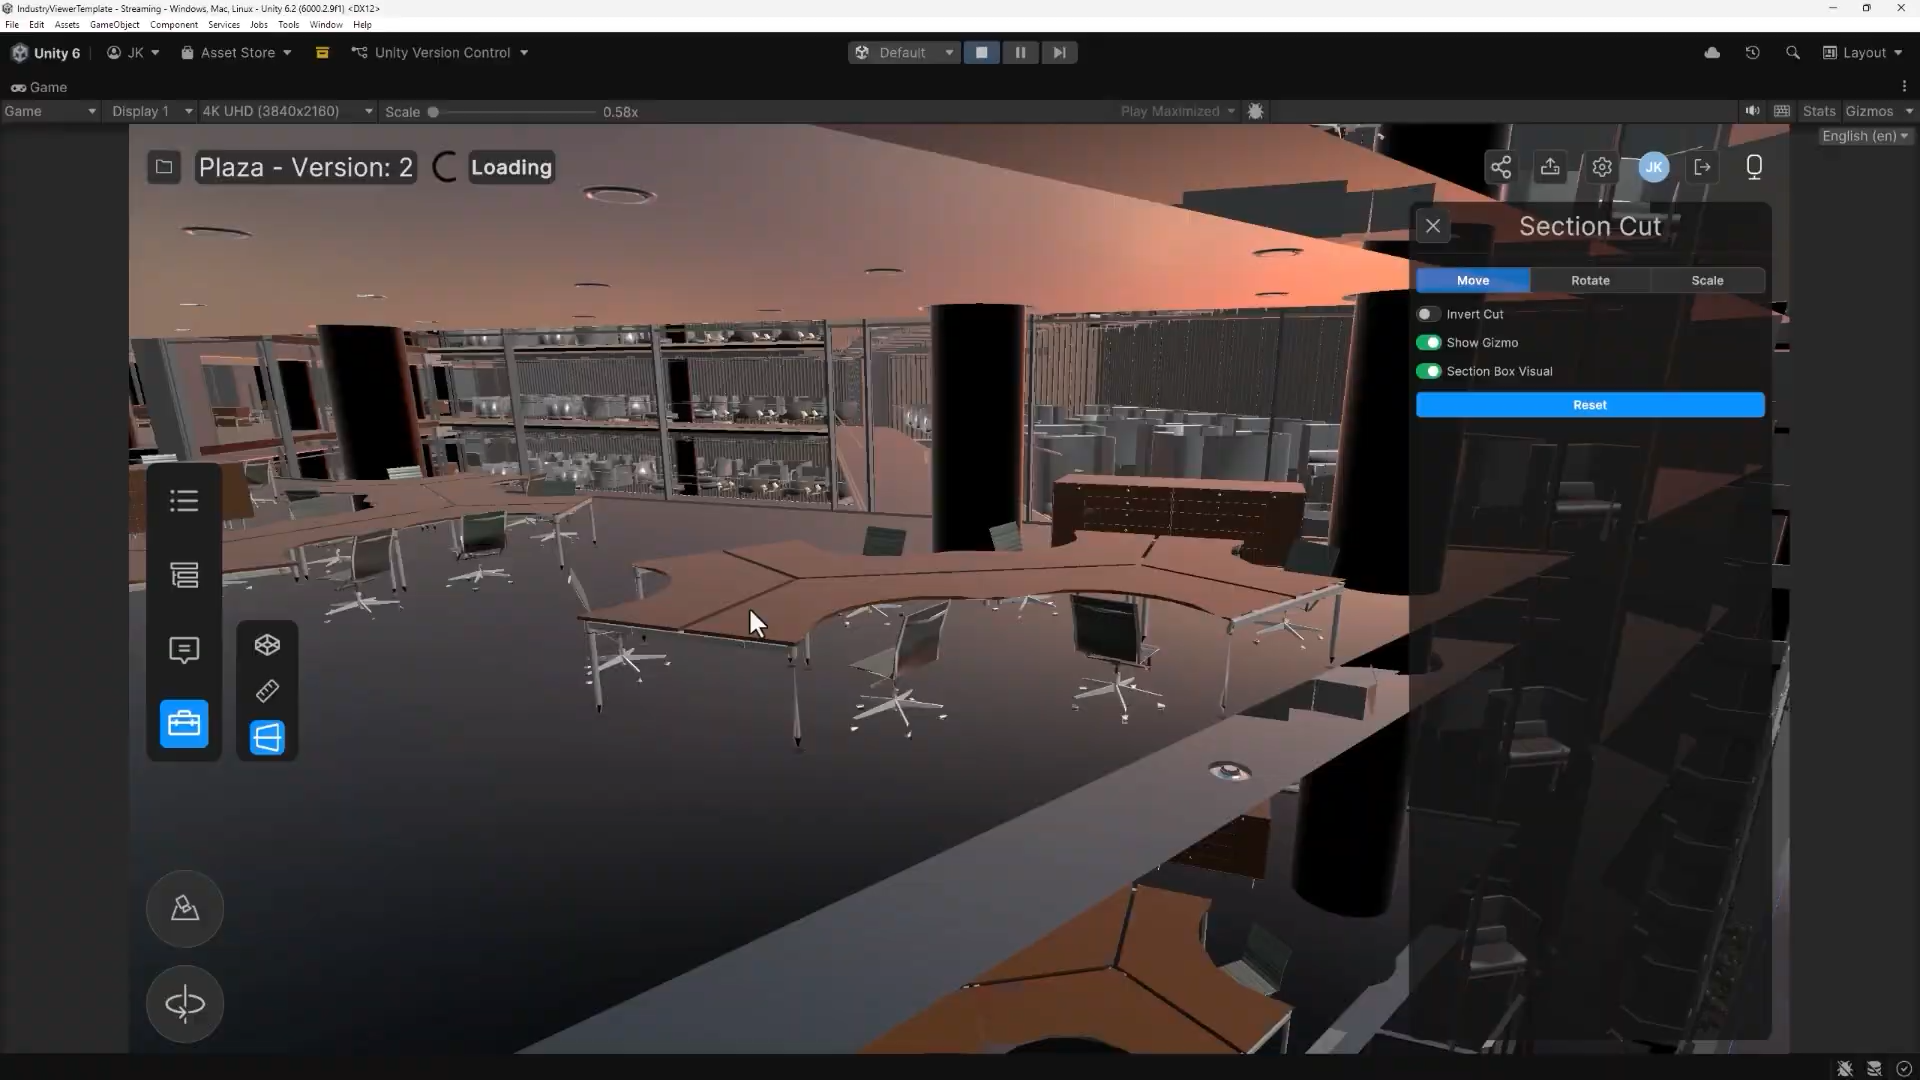 IndustryViewerTemplate - Streaming - Windows, Mac, Linux - Unity 6.2 (6000.2.9f1) <DX12>
File Edit Assets GameObject Component Services Jobs Tools Window Help
Unity 6 JK Asset Store Unity Version Control Default Layout
Game
Game Display 1 4K UHD (3840x2160) Scale 0.58x Play Maximized Stats Gizmos
English (en)
Plaza - Version: 2 Loading JK
Section Cut
Move Rotate Scale
Invert Cut
Show Gizmo
Section Box Visual
Reset